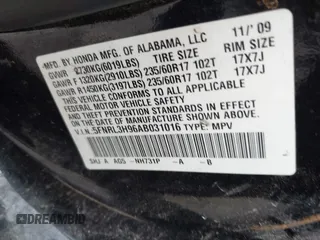 MFD. BY HONDA MFG. OF ALABAMA, LLC 11/'09
GVWR 2730KG(6019LBS) TIRE SIZE RIM SIZE
GAWR F 1320KG(2910LBS) 235/60R17 102T 17X7J
GAWR R 1450KG(3197LBS) 235/60R17 102T 17X7J
THIS VEHICLE CONFORMS TO ALL APPLICABLE
FEDERAL MOTOR VEHICLE SAFETY AND
THEFT PREVENTION STANDARDS IN EFFECT ON THE
DATE OF MANUFACTURE SHOWN ABOVE.
V.I.N. 5FNRL3H96AB031016 TYPE: MPV
A AGS NH731P -A -B
DREAMBID